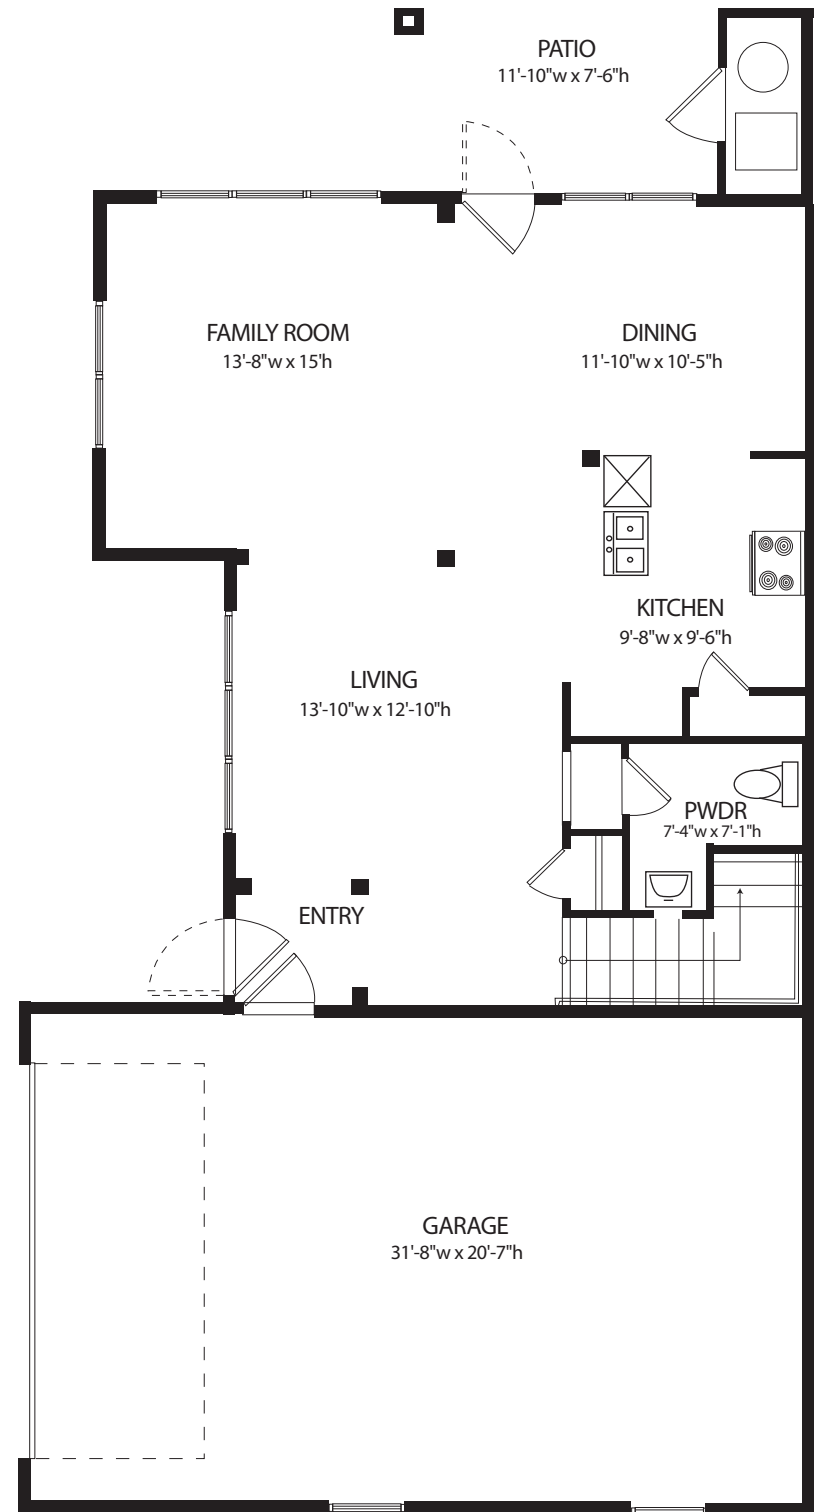 PATIO
11'-10"w x 7'-6"h
FAMILY ROOM
13'-8"w x 15'h
DINING
11'-10"w x 10'-5"h
KITCHEN
9'-8"w x 9'-6"h
LIVING
13'-10"w x 12'-10"h
PWDR
7'-4"w x 7'-1"h
ENTRY
GARAGE
31'-8"w x 20'-7"h